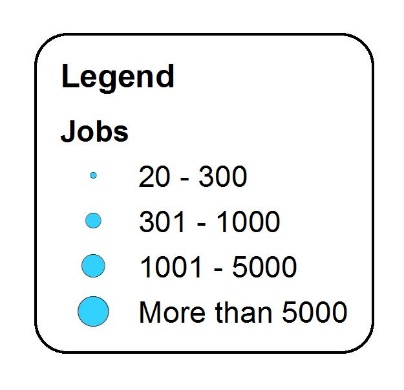 Legend
Jobs
20 - 300
301 - 1000
1001 - 5000
More than 5000